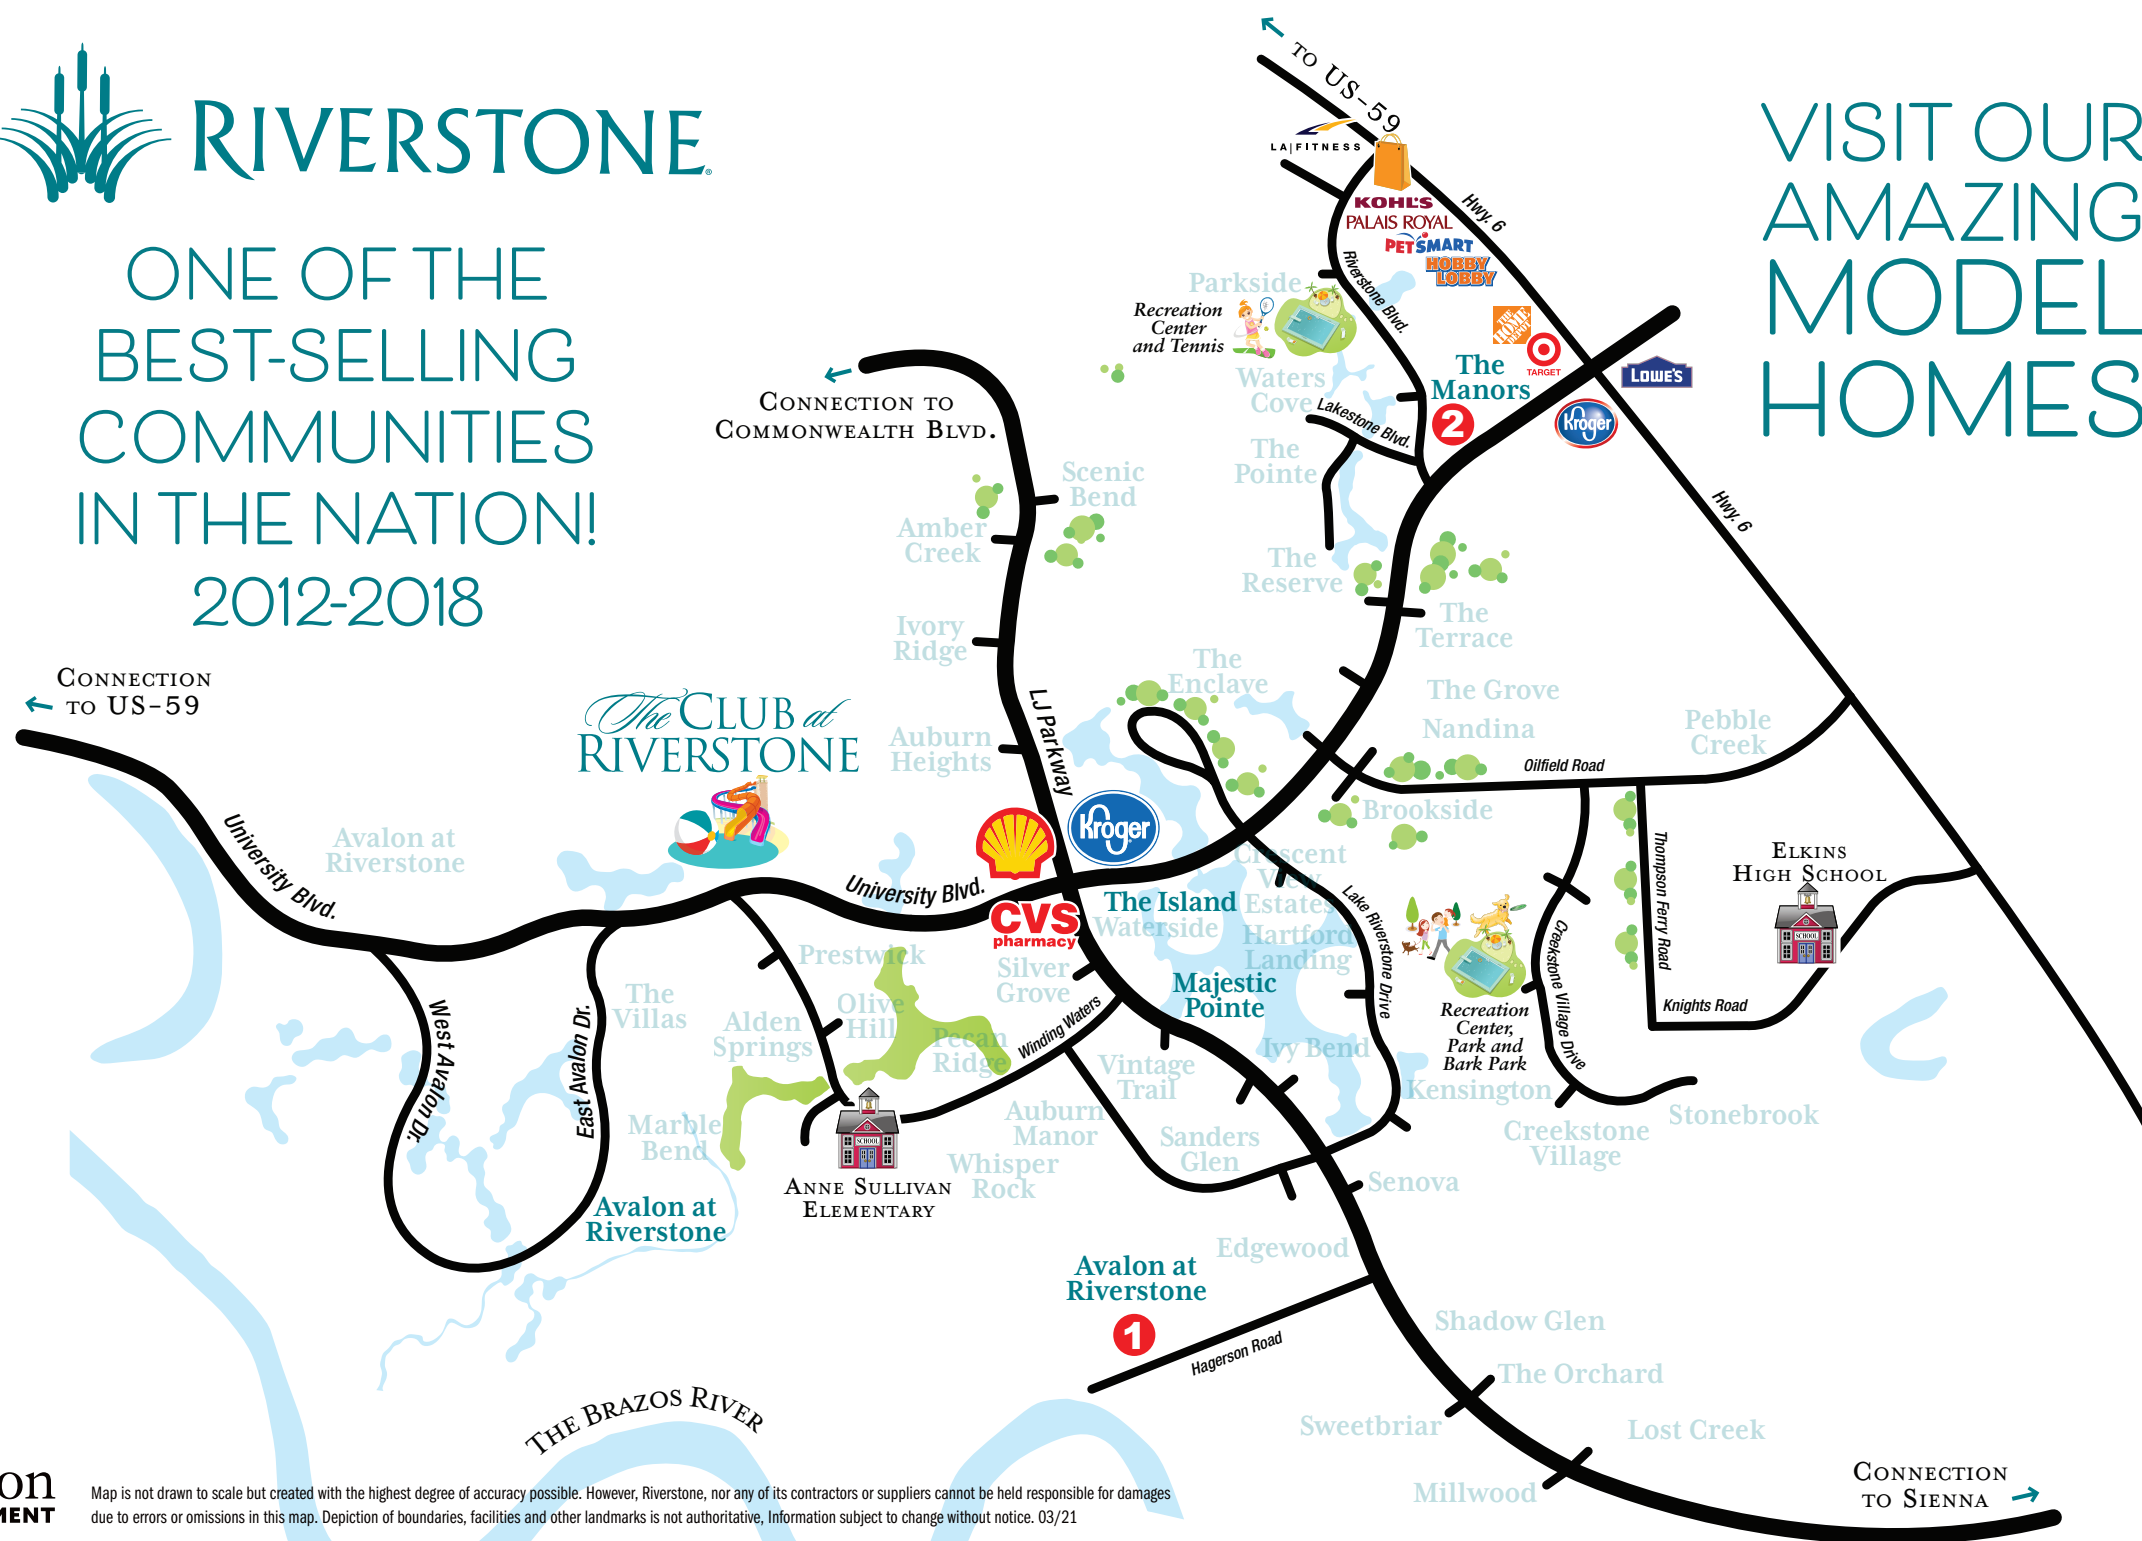 RIVERSTONE®
ONE OF THE
BEST-SELLING
COMMUNITIES
IN THE NATION!
2012-2018
VISIT OUR
AMAZING
MODEL
HOMES
TO US-59
LA|FITNESS
KOHL'S
PALAIS ROYAL
PETSMART
HOBBY
LOBBY
Hwy. 6
Riverstone Blvd.
Parkside
Recreation
Center
and Tennis
THE
HOME
DEPOT
TARGET
LOWE'S
Kroger
The
Manors
2
Waters
Cove
Lakestone Blvd.
The
Pointe
CONNECTION TO
COMMONWEALTH BLVD.
Scenic
Bend
Amber
Creek
Hwy. 6
The
Reserve
The
Terrace
Ivory
Ridge
The
Enclave
CONNECTION
TO US-59
The CLUB at
RIVERSTONE
Auburn
Heights
LJ Parkway
The Grove
Nandina
Pebble
Creek
Oilfield Road
Brookside
Kroger
University Blvd.
Avalon at
Riverstone
University Blvd.
CVS
pharmacy
The Island
Waterside
Crescent
View
Estates
Hartford
Landing
Lake Riverstone Drive
Thompson Ferry Road
ELKINS
HIGH SCHOOL
SCHOOL
Creekstone Village Drive
Knights Road
Recreation
Center,
Park and
Bark Park
Prestwick
Silver
Grove
Majestic
Pointe
The
Villas
Olive
Hill
Alden
Springs
Pecan
Ridge
Winding Waters
West Avalon Dr.
East Avalon Dr.
Vintage
Trail
Ivy Bend
Kensington
Stonebrook
Creekstone
Village
Marble
Bend
SCHOOL
ANNE SULLIVAN
ELEMENTARY
Auburn
Manor
Whisper
Rock
Sanders
Glen
Senova
Avalon at
Riverstone
Edgewood
Avalon at
Riverstone
1
Hagerson Road
Shadow Glen
The Orchard
Sweetbriar
Lost Creek
Millwood
THE BRAZOS RIVER
CONNECTION
TO SIENNA
on
MENT
Map is not drawn to scale but created with the highest degree of accuracy possible. However, Riverstone, nor any of its contractors or suppliers cannot be held responsible for damages
due to errors or omissions in this map. Depiction of boundaries, facilities and other landmarks is not authoritative, Information subject to change without notice. 03/21